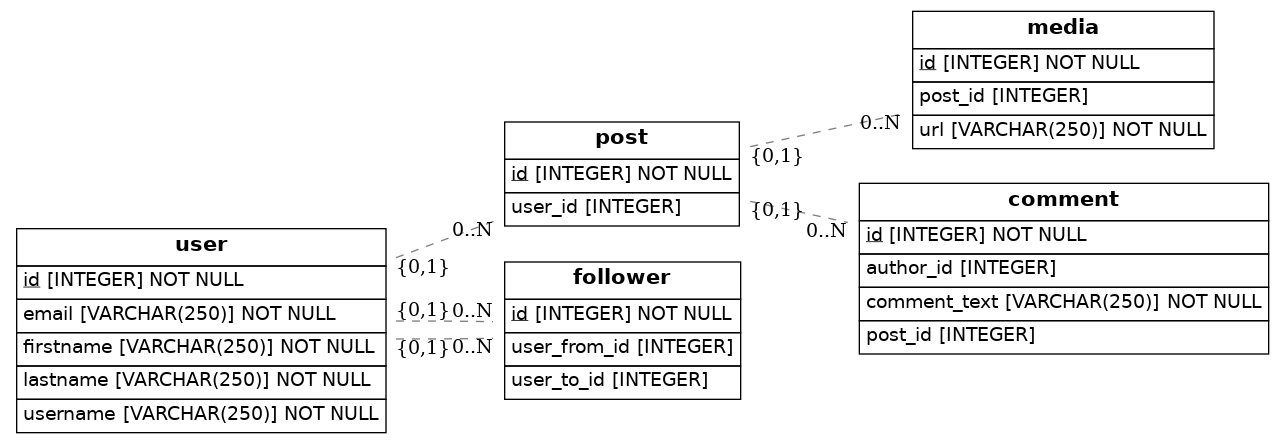 media
id [INTEGER] NOT NULL
post_id [INTEGER]
url [VARCHAR(250)] NOT NULL
0..N
{0,1}
post
id [INTEGER] NOT NULL
user_id [INTEGER]
{0,1}
0..N
comment
id [INTEGER] NOT NULL
author_id [INTEGER]
comment_text [VARCHAR(250)] NOT NULL
post_id [INTEGER]
0..N
{0,1}
user
id [INTEGER] NOT NULL
email [VARCHAR(250)] NOT NULL
firstname [VARCHAR(250)] NOT NULL
lastname [VARCHAR(250)] NOT NULL
username [VARCHAR(250)] NOT NULL
{0,1} 0..N
{0,1} 0..N
follower
id [INTEGER] NOT NULL
user_from_id [INTEGER]
user_to_id [INTEGER]